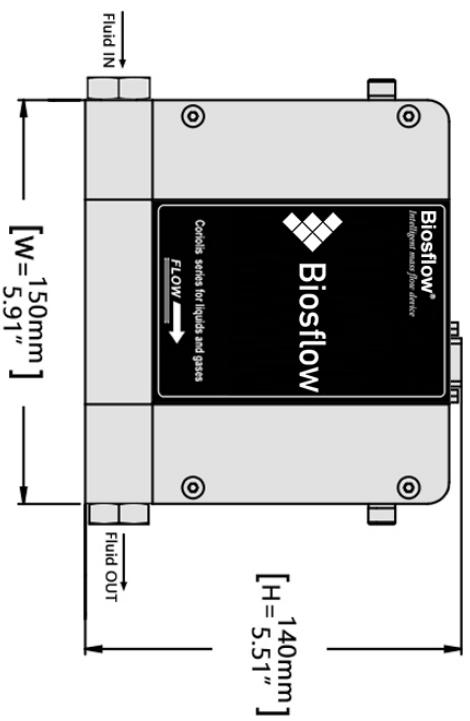 Biosflow®
Intelligent mass flow device
Biosflow
Coriolis series for liquids and gases
FLOW
Fluid IN
Fluid OUT
[W= 150mm
5.91" ]
[H= 140mm
5.51" ]